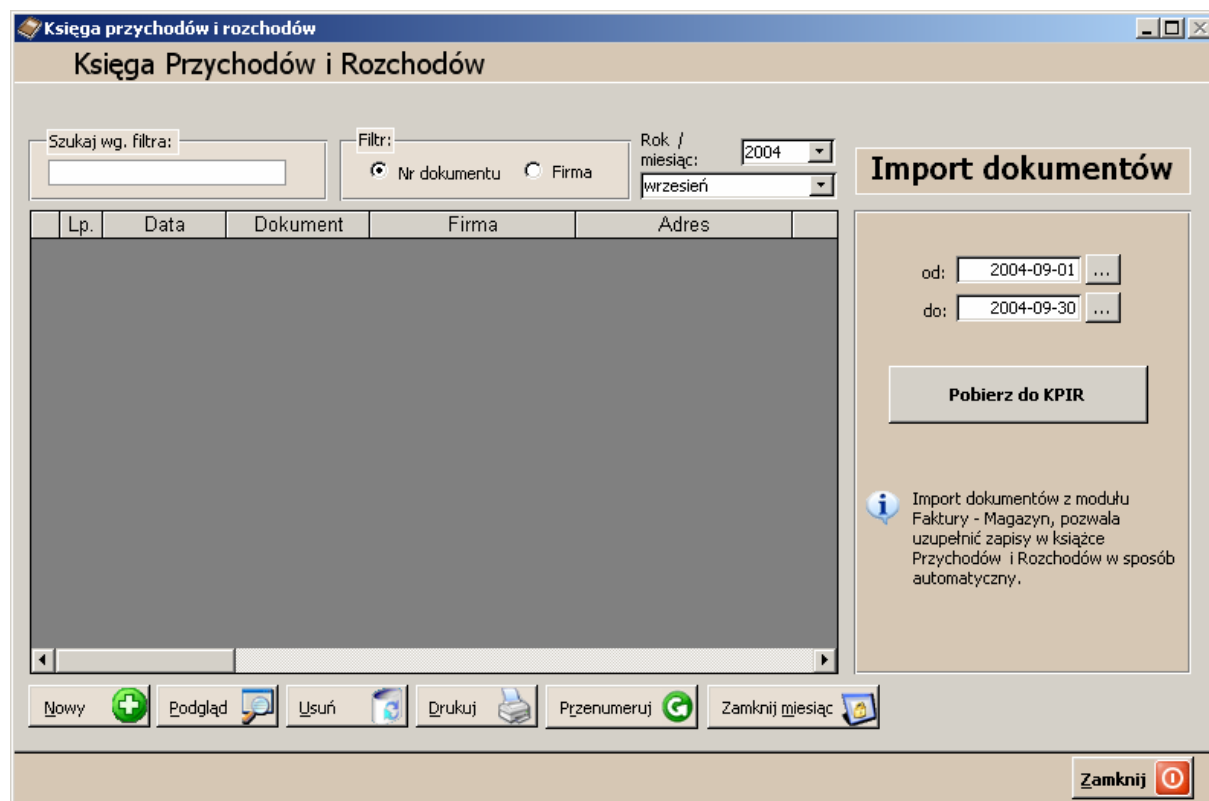 Księga przychodów i rozchodów
Księga Przychodów i Rozchodów
Szukaj wg. filtra:
Filtr:
Nr dokumentu
Firma
Rok /
miesiąc:
2004
wrzesień
Import dokumentów
Lp.
Data
Dokument
Firma
Adres
od:
2004-09-01
...
do:
2004-09-30
...
Pobierz do KPIR
Import dokumentów z modułu
Faktury - Magazyn, pozwala
uzupełnić zapisy w książce
Przychodów i Rozchodów w sposób
automatyczny.
Nowy
Podgląd
Usuń
Drukuj
Przenumeruj
Zamknij miesiąc
Zamknij